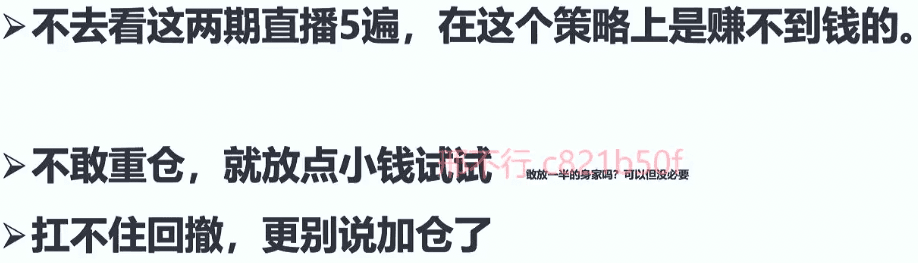 ➢不去看这两期直播5遍，在这个策略上是赚不到钱的。
➢不敢重仓，就放点小钱试试
敢放一半的身家吗？可以但没必要
不行 c821b50f
➢扛不住回撤，更别说加仓了